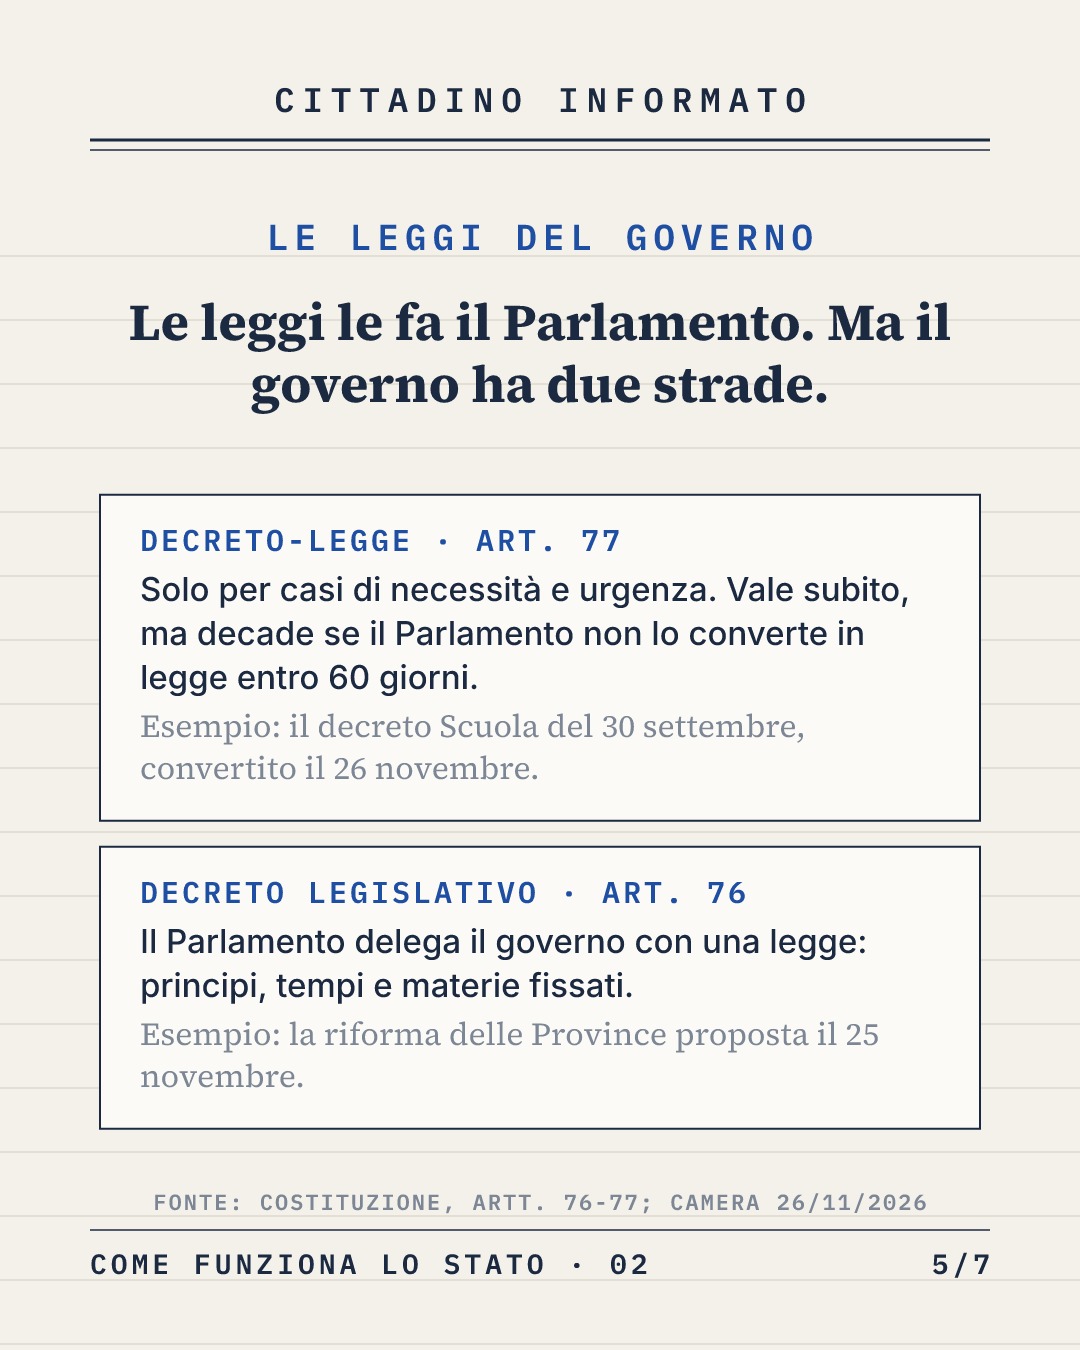 CITTADINO INFORMATO
LE LEGGI DEL GOVERNO
Le leggi le fa il Parlamento. Ma il
governo ha due strade.
DECRETO-LEGGE · ART. 77
Solo per casi di necessità e urgenza. Vale subito,
ma decade se il Parlamento non lo converte in
legge entro 60 giorni.
Esempio: il decreto Scuola del 30 settembre,
convertito il 26 novembre.
DECRETO LEGISLATIVO · ART. 76
Il Parlamento delega il governo con una legge:
principi, tempi e materie fissati.
Esempio: la riforma delle Province proposta il 25
novembre.
FONTE: COSTITUZIONE, ARTT. 76-77; CAMERA 26/11/2026
COME FUNZIONA LO STATO · 02
5/7